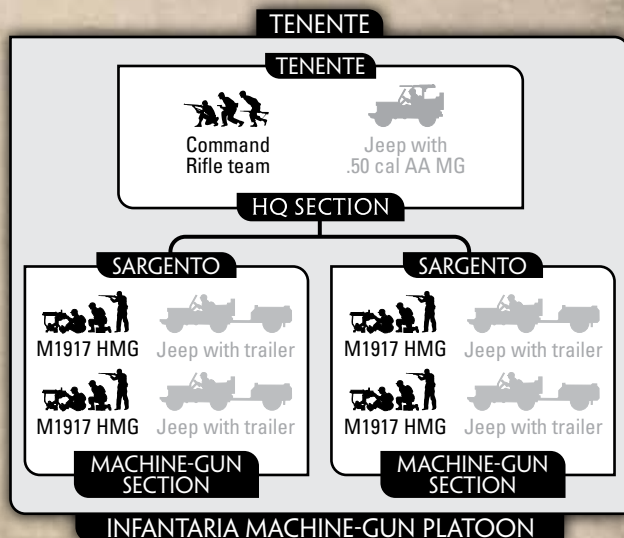 TENENTE
TENENTE
Command
Rifle team
Jeep with
.50 cal AA MG
HQ SECTION
SARGENTO
M1917 HMG
Jeep with trailer
M1917 HMG
Jeep with trailer
MACHINE-GUN
SECTION
SARGENTO
M1917 HMG
Jeep with trailer
M1917 HMG
Jeep with trailer
MACHINE-GUN
SECTION
INFANTARIA MACHINE-GUN PLATOON